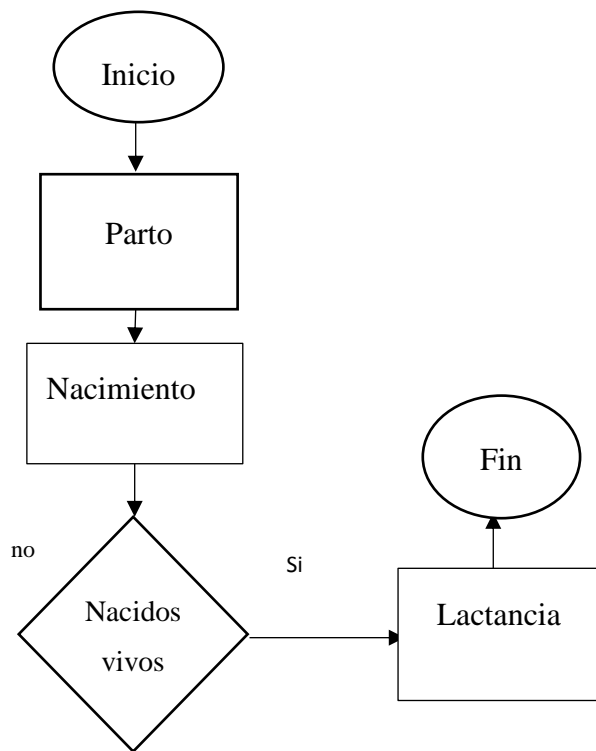 Inicio
Parto
Nacimiento
Fin
no
Si
Nacidos
vivos
Lactancia